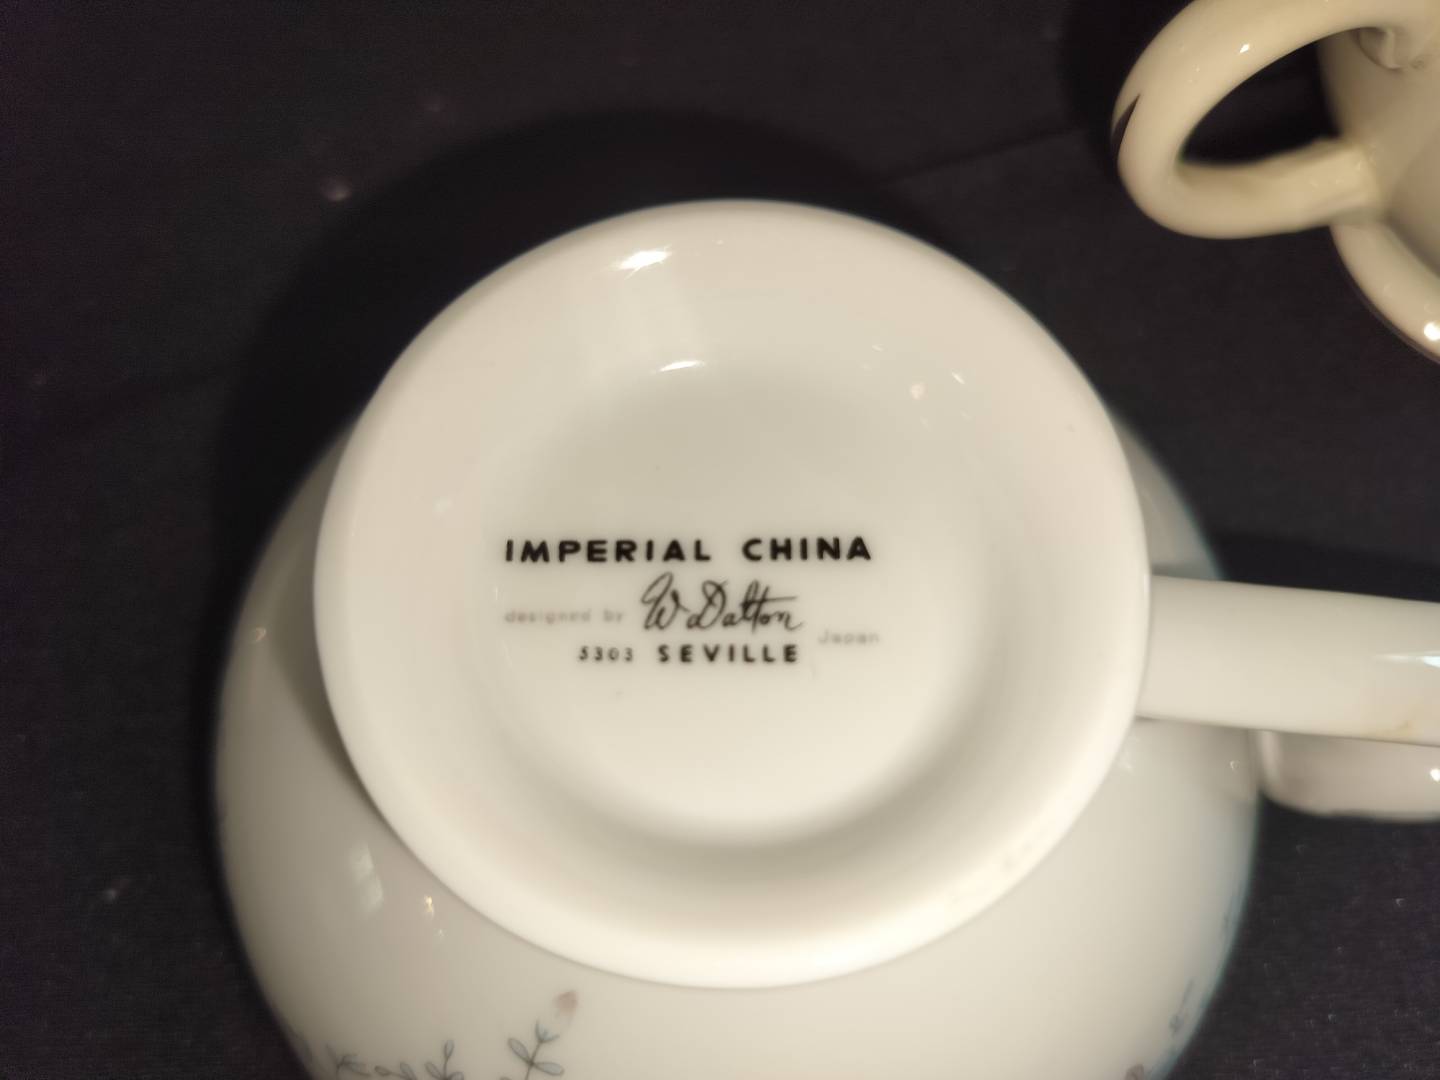 IMPERIAL CHINA
designed by W Dalton Japan
5303 SEVILLE